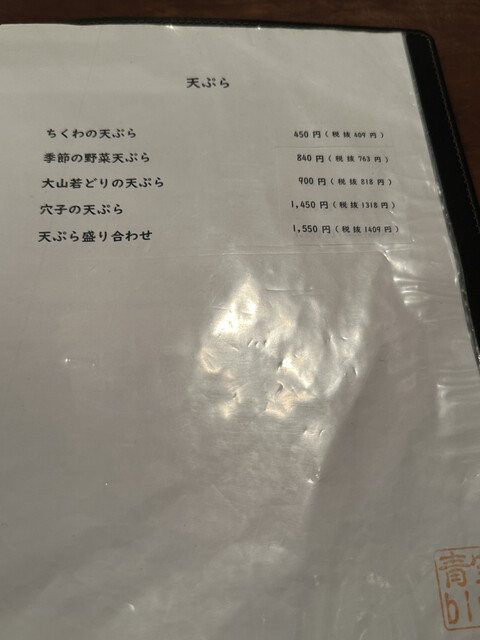 天ぷら
ちくわの天ぷら 450円(税抜409円)
季節の野菜天ぷら 840円(税抜763円)
大山若どりの天ぷら 900円(税抜818円)
穴子の天ぷら 1,450円(税抜1318円)
天ぷら盛り合わせ 1,550円(税抜1409円)
青